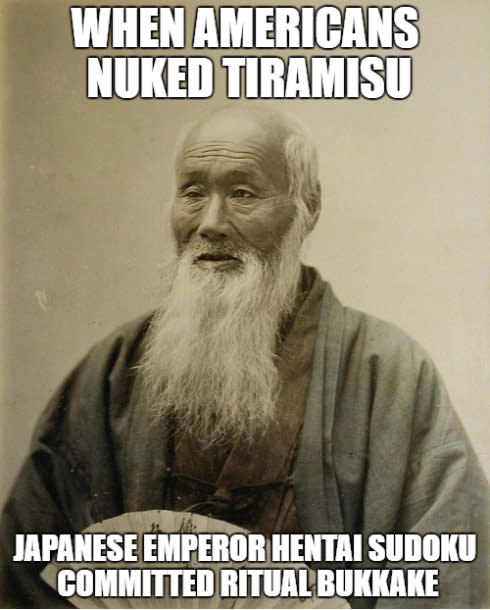 WHEN AMERICANS
NUKED TIRAMISU
JAPANESE EMPEROR HENTAI SUDOKU
COMMITTED RITUAL BUKKAKE